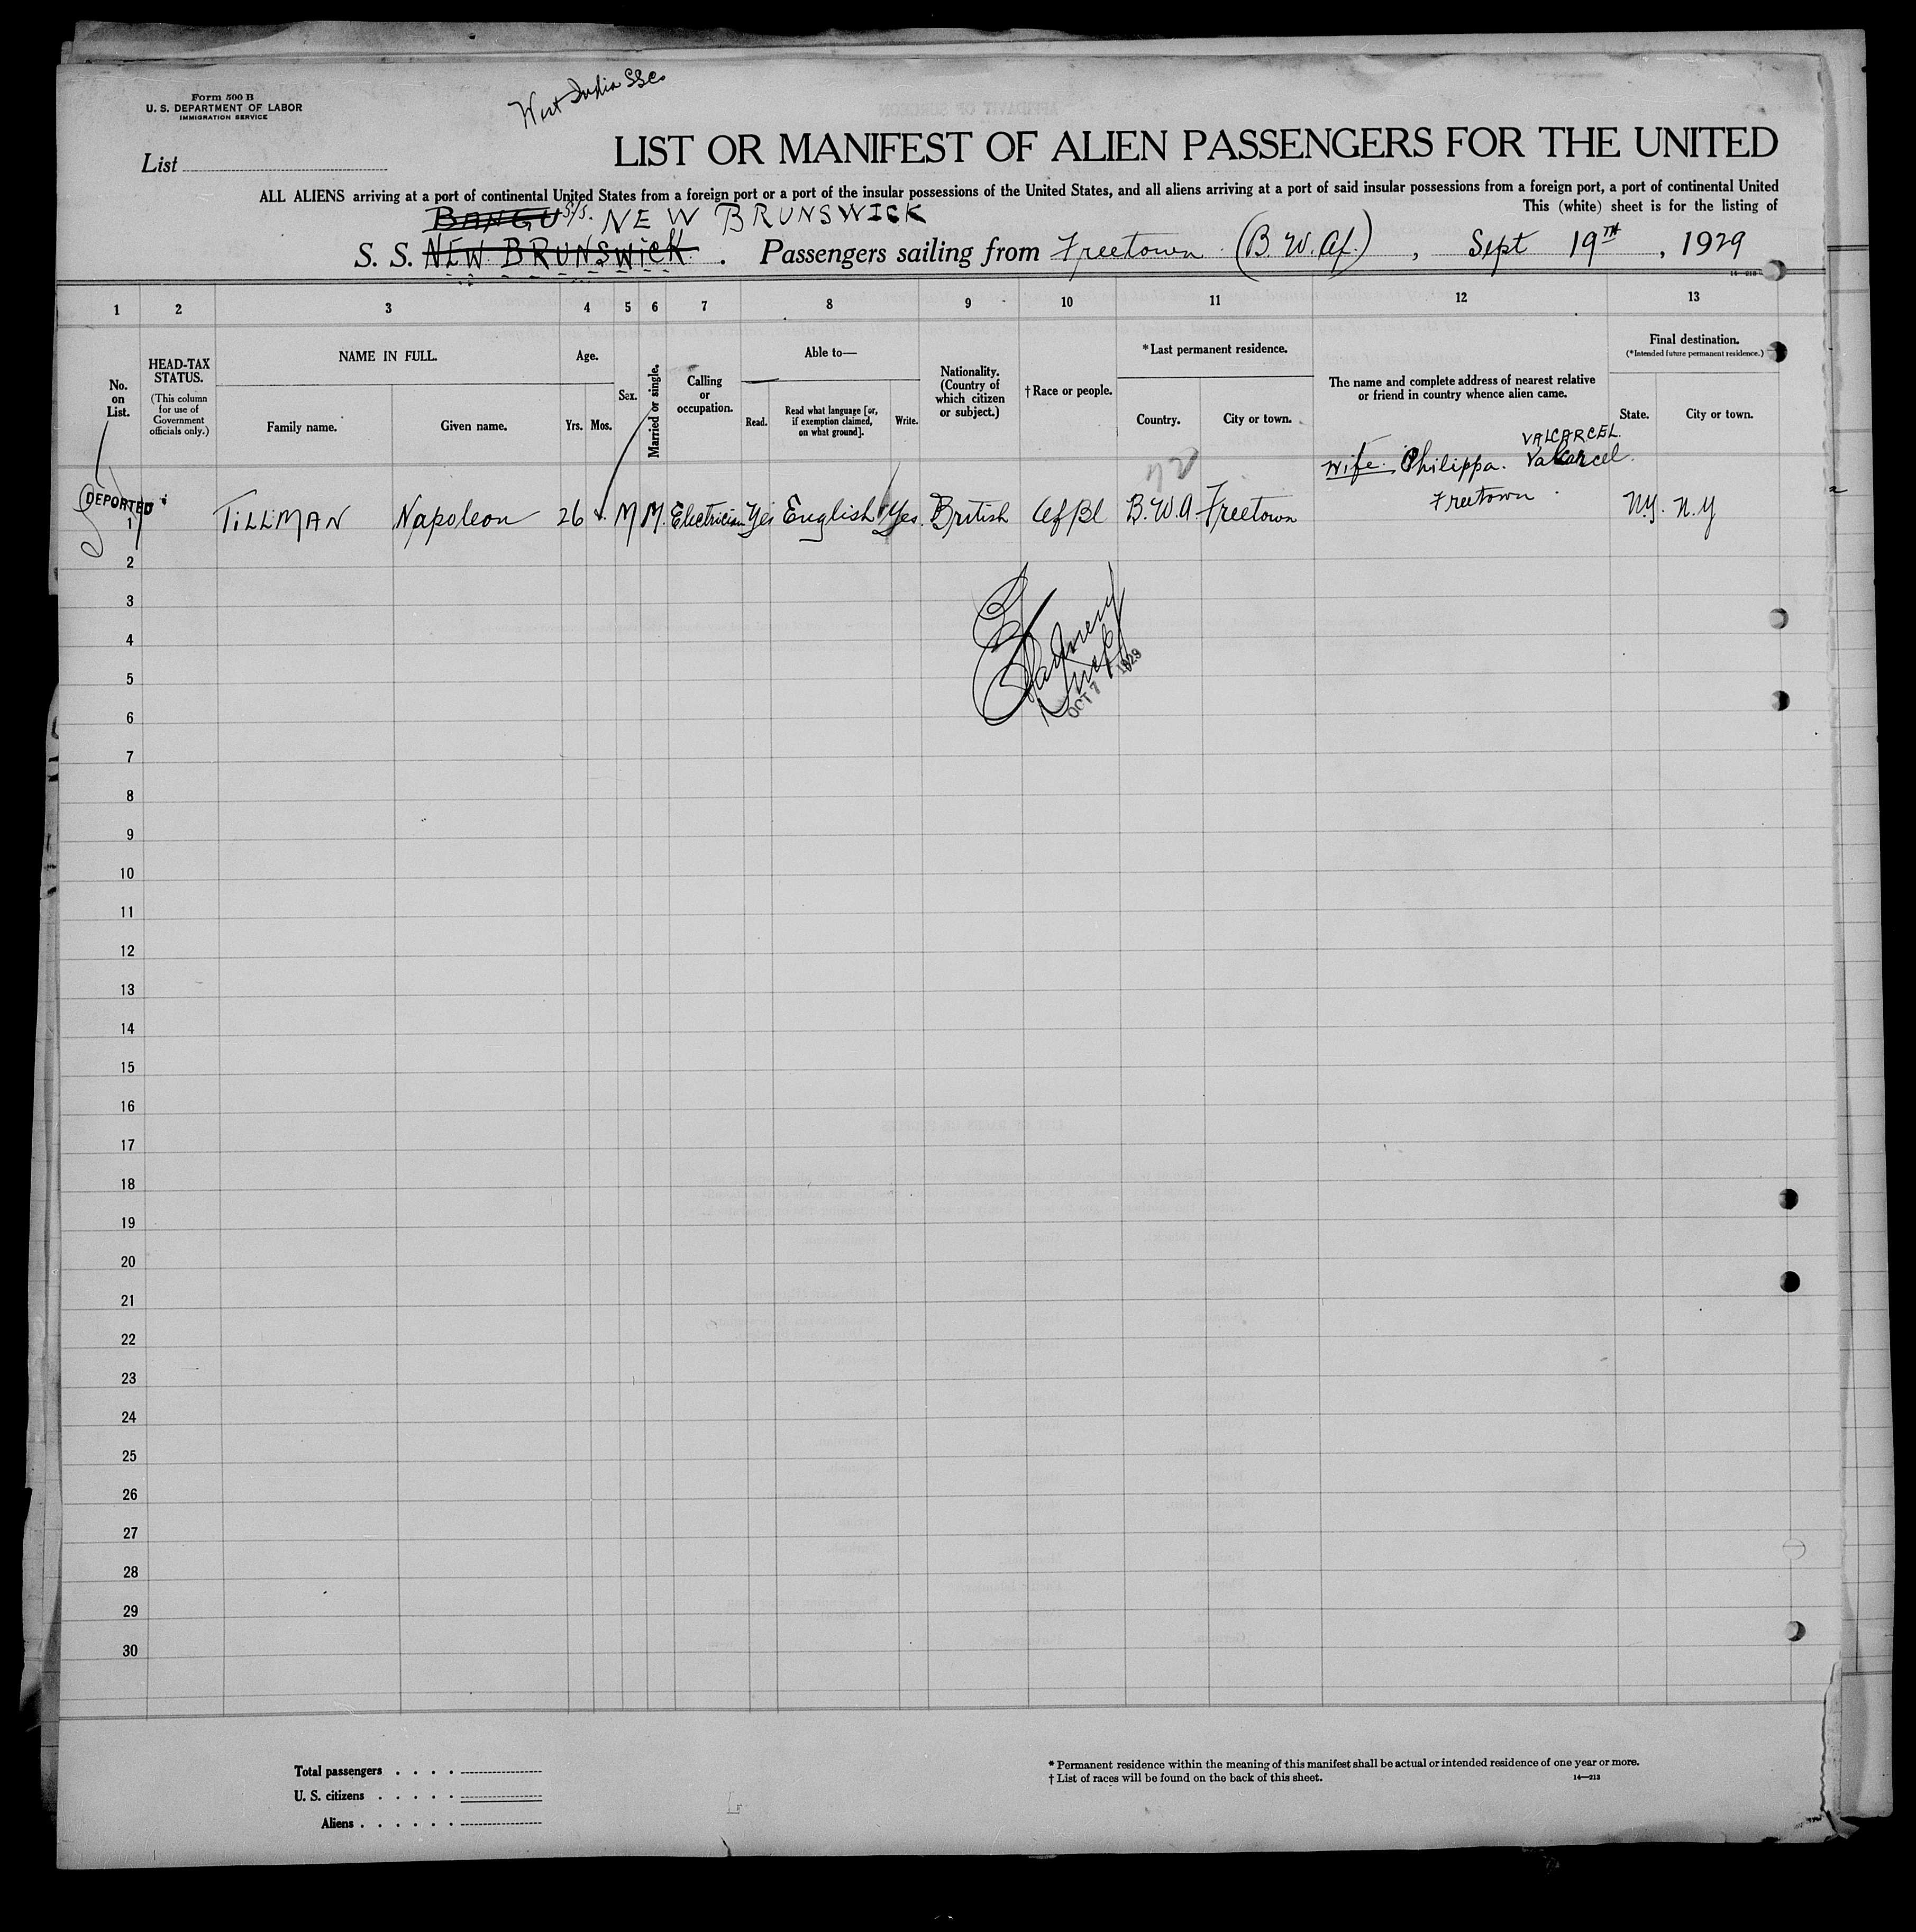 West India SSCo
Form 500 B
U. S. DEPARTMENT OF LABOR
IMMIGRATION SERVICE
List
LIST OR MANIFEST OF ALIEN PASSENGERS FOR THE UNITED
ALL ALIENS arriving at a port of continental United States from a foreign port or a port of the insular possessions of the United States, and all aliens arriving at a port of said insular possessions from a foreign port, a port of continental United
This (white) sheet is for the listing of
BANGU S/S. NEW BRUNSWICK
S. S. NEW BRUNSWICK. Passengers sailing from Freetown (B. W. Af.), Sept 19TH, 1929
14—213
1 2 3 4 5 6 7 8 9 10 11 12 13
No. on List.
HEAD-TAX STATUS.
(This column for use of Government officials only.)
NAME IN FULL.
Family name. Given name.
Age.
Yrs. Mos.
Sex.
Married or single.
Calling or occupation.
Able to—
Read. Read what language [or, if exemption claimed, on what ground]. Write.
Nationality. (Country of which citizen or subject.)
† Race or people.
*Last permanent residence.
Country. City or town.
The name and complete address of nearest relative or friend in country whence alien came.
Final destination.
(*Intended future permanent residence.)
State. City or town.
VALCARCEL.
wife. Philippa. Valcarcel.
Freetown.
DEPORTED
1 TILLMAN Napoleon 26 M M. Electrician Yes English Yes British Af Bl B.W.A. Freetown N.Y. N.Y
2
3
4
5
OCT 7 1929
6
7
8
9
10
11
12
13
14
15
16
17
18
19
20
21
22
23
24
25
26
27
28
29
30
Total passengers
U. S. citizens
Aliens
* Permanent residence within the meaning of this manifest shall be actual or intended residence of one year or more.
† List of races will be found on the back of this sheet.
14—213